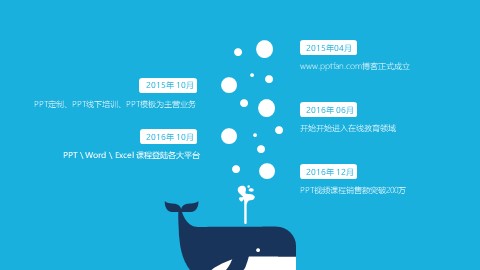 2015年04月
www.pptfan.com博客正式成立
2015年 10月
PPT定制、PPT线下培训、PPT模板为主营业务
2016年 06月
开始开始进入在线教育领域
2016年 10月
PPT \ Word \ Excel 课程登陆各大平台
2016年 12月
PPT视频课程销售额突破200万